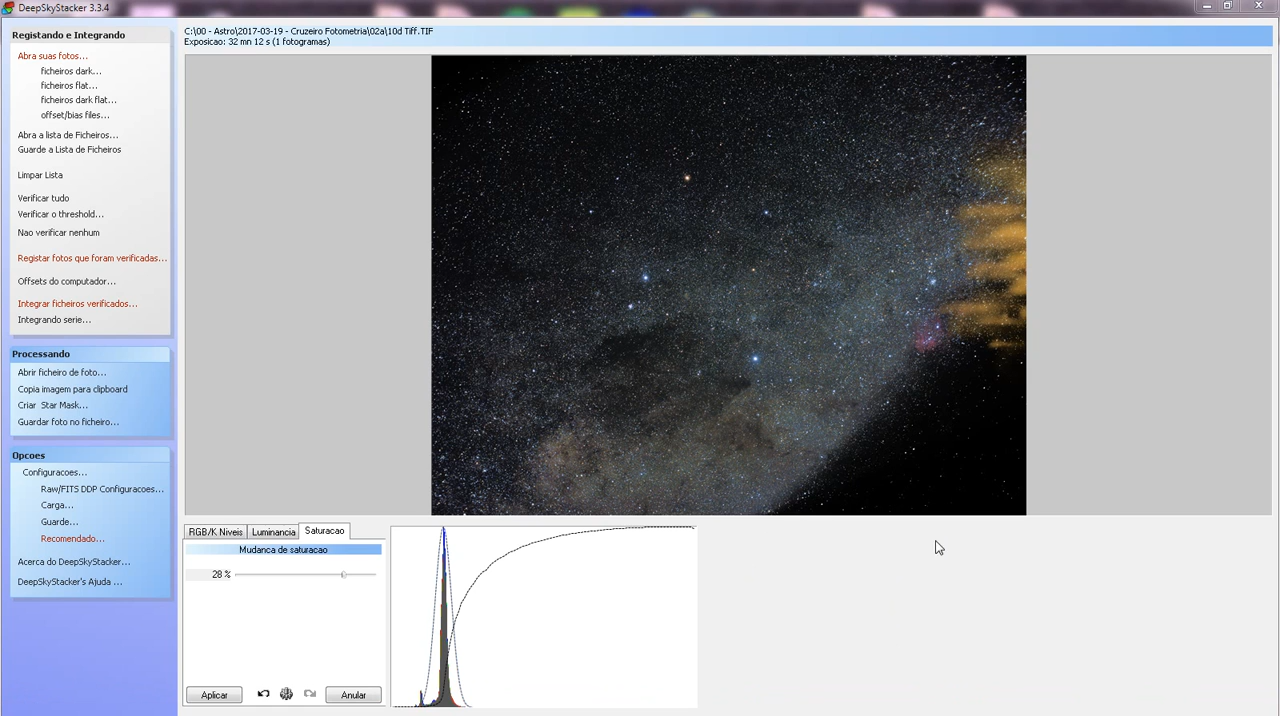 DeepSkyStacker 3.3.4
Registando e Integrando
Abra suas fotos...
ficheiros dark...
ficheiros flat...
ficheiros dark flat...
offset/bias files...
Abra a lista de Ficheiros...
Guarde a Lista de Ficheiros
Limpar Lista
Verificar tudo
Verificar o threshold...
Nao verificar nenhum
Registar fotos que foram verificadas...
Offsets do computador...
Integrar ficheiros verificados...
Integrando serie...
Processando
Abrir ficheiro de foto...
Copia imagem para clipboard
Criar Star Mask...
Guardar foto no ficheiro...
Opcoes
Configuracoes...
Raw/FITS DDP Configuracoes...
Carga...
Guarde...
Recomendado...
Acerca do DeepSkyStacker...
DeepSkyStacker's Ajuda ...
C:\00 - Astro\2017-03-19 - Cruzeiro Fotometria\02a\10d Tiff.TIF
Exposicao: 32 mn 12 s (1 fotogramas)
RGB/K Niveis Luminancia Saturacao
Mudanca de saturacao
28 %
Aplicar Anular